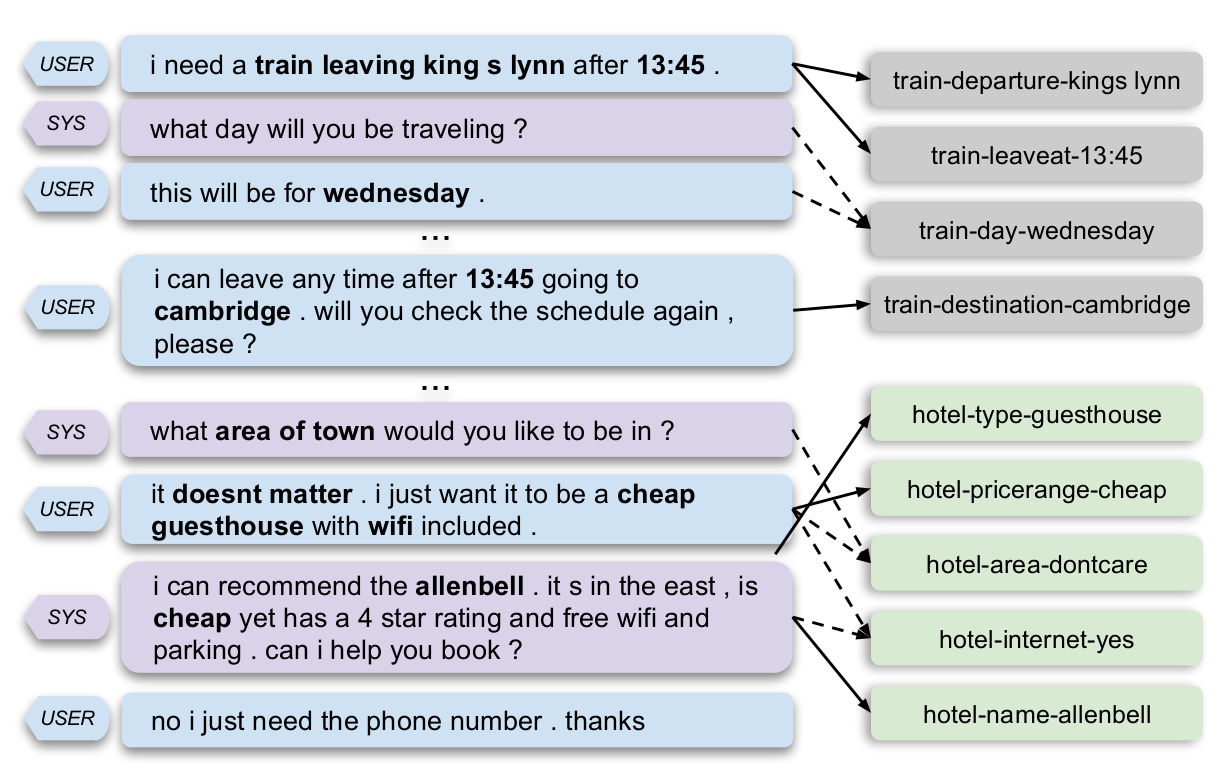 USER
i need a train leaving king s lynn after 13:45 .
train-departure-kings lynn
SYS
what day will you be traveling ?
train-leaveat-13:45
USER
this will be for wednesday .
train-day-wednesday
...
USER
i can leave any time after 13:45 going to
cambridge . will you check the schedule again ,
please ?
train-destination-cambridge
...
SYS
what area of town would you like to be in ?
hotel-type-guesthouse
USER
it doesnt matter . i just want it to be a cheap
guesthouse with wifi included .
hotel-pricerange-cheap
hotel-area-dontcare
SYS
i can recommend the allenbell . it s in the east , is
cheap yet has a 4 star rating and free wifi and
parking . can i help you book ?
hotel-internet-yes
USER
no i just need the phone number . thanks
hotel-name-allenbell